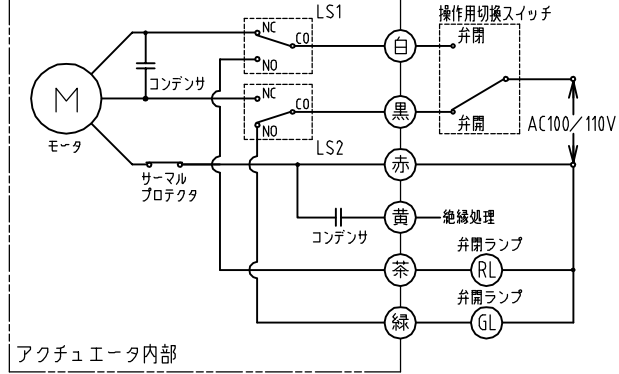 LS1
操作用切換スイッチ
NC
CO
白
弁閉
コンデンサ
NO
M
NC
CO
黒
弁開
AC100/110V
モータ
NO
LS2
赤
サーマル
プロテクタ
黄
絶縁処理
コンデンサ
弁閉ランプ
茶
RL
弁開ランプ
緑
GL
アクチュエータ内部